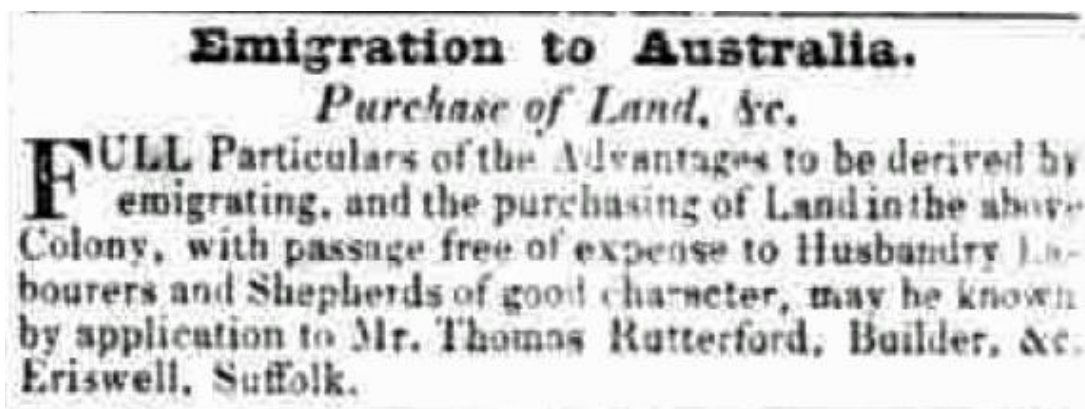 Emigration to Australia.
Purchase of Land, &c.
FULL Particulars of the Advantages to be derived by
emigrating, and the purchasing of Land in the above
Colony, with passage free of expense to Husbandry La-
bourers and Shepherds of good character, may be known
by application to Mr. Thomas Rutterford, Builder, &c.
Eriswell, Suffolk.